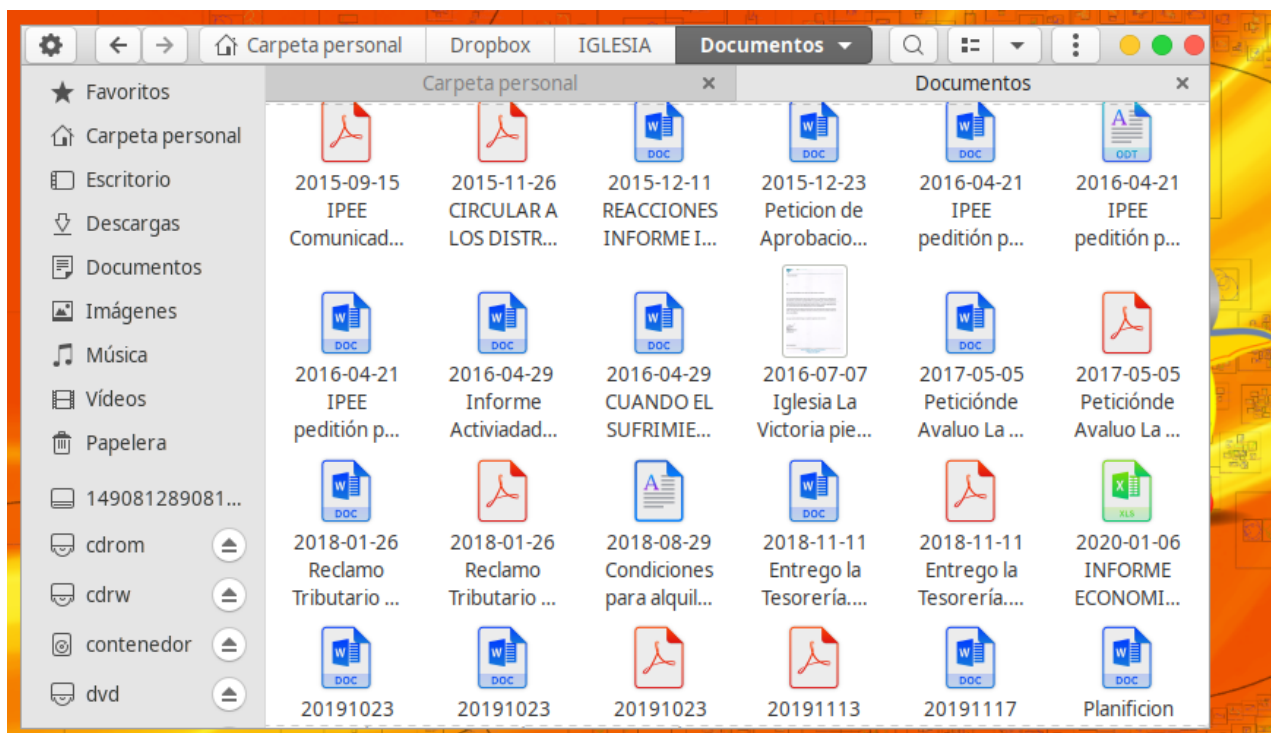 Carpeta personal Dropbox IGLESIA Documentos
Carpeta personal Documentos
Favoritos
Carpeta personal
Escritorio
Descargas
Documentos
Imágenes
Música
Vídeos
Papelera
149081289081...
cdrom
cdrw
contenedor
dvd
2015-09-15
IPEE
Comunicad...
2015-11-26
CIRCULAR A
LOS DISTR...
2015-12-11
REACCIONES
INFORME I...
2015-12-23
Peticion de
Aprobacio...
2016-04-21
IPEE
peditión p...
2016-04-21
IPEE
peditión p...
2016-04-21
IPEE
peditión p...
2016-04-29
Informe
Activiadad...
2016-04-29
CUANDO EL
SUFRIMIE...
2016-07-07
Iglesia La
Victoria pie...
2017-05-05
Peticiónde
Avaluo La ...
2017-05-05
Peticiónde
Avaluo La ...
2018-01-26
Reclamo
Tributario ...
2018-01-26
Reclamo
Tributario ...
2018-08-29
Condiciones
para alquil...
2018-11-11
Entrego la
Tesorería....
2018-11-11
Entrego la
Tesorería....
2020-01-06
INFORME
ECONOMI...
20191023
20191023
20191023
20191113
20191117
Planificion